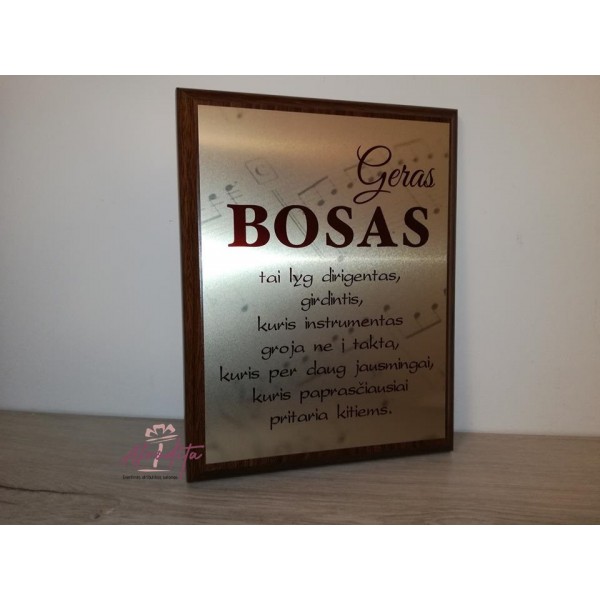 Geras
BOSAS
tai lyg dirigentas,
girdintis,
kuris instrumentas
groja ne į taktą,
kuris per daug jausmingai,
kuris paprasčiausiai
pritaria kitiems.